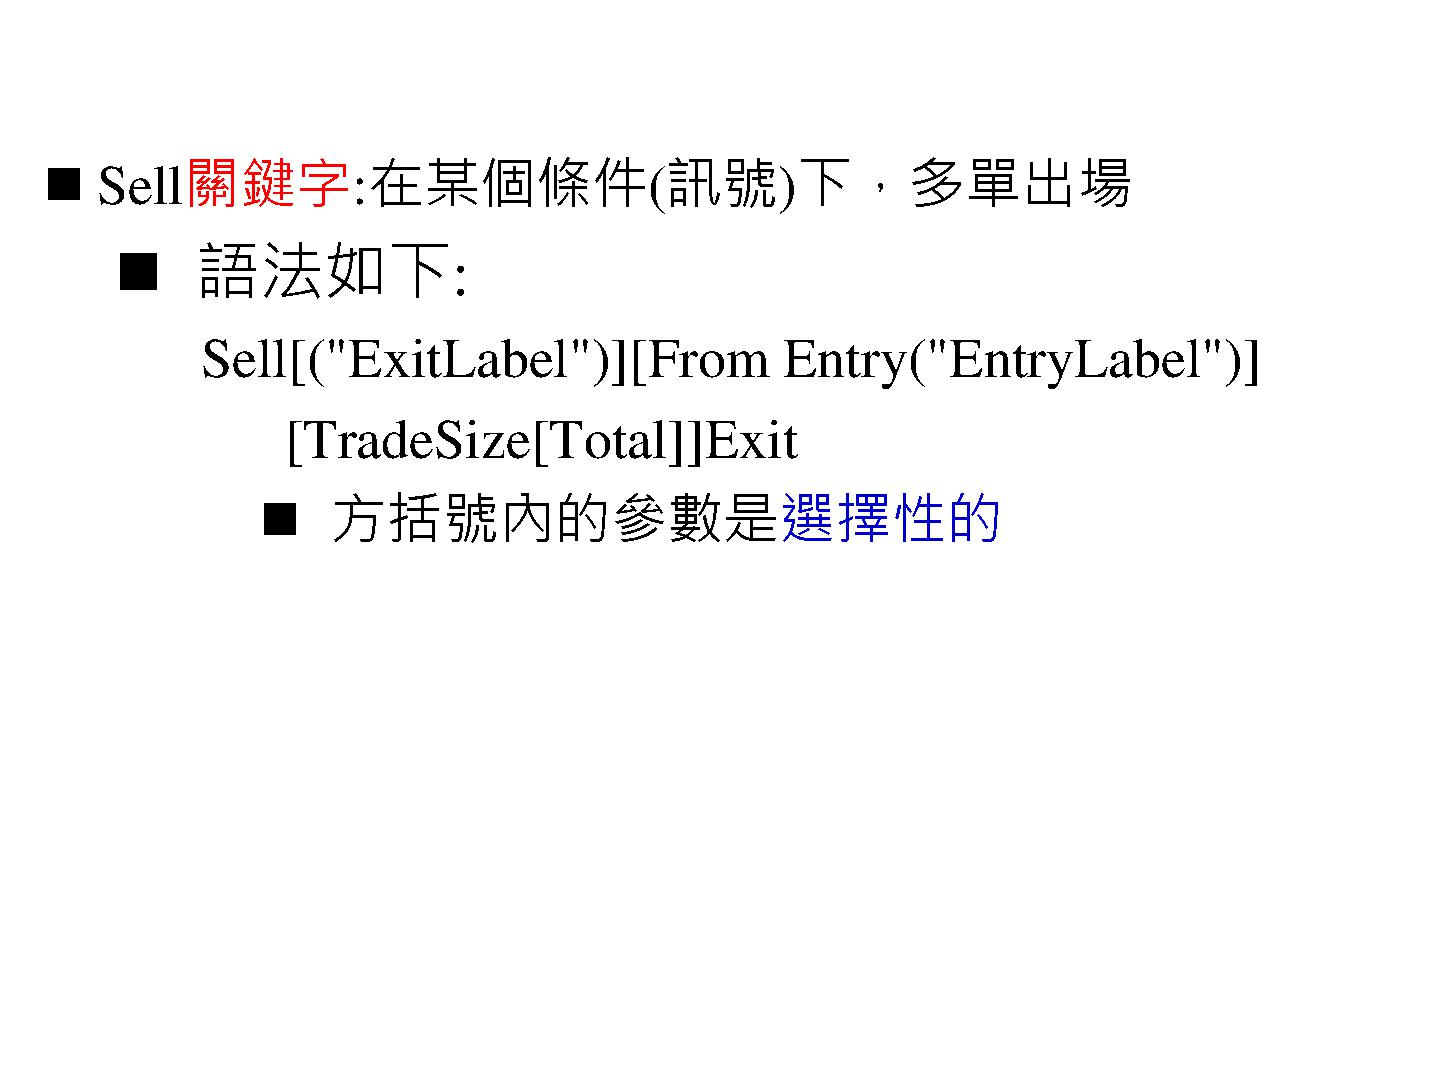 ■ Sell關鍵字:在某個條件(訊號)下，多單出場
■ 語法如下:
Sell[("ExitLabel")][From Entry("EntryLabel")]
[TradeSize[Total]]Exit
■ 方括號內的參數是選擇性的